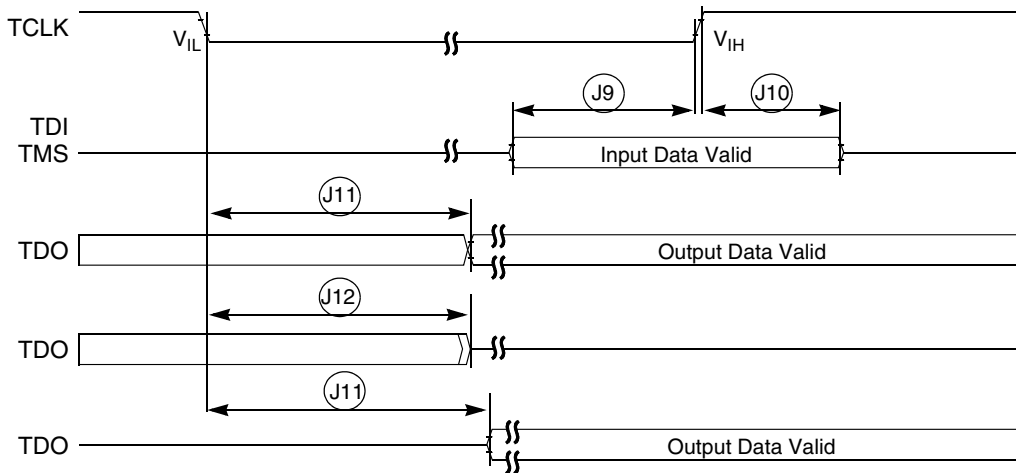 TCLK
V_IL
V_IH
J9
J10
TDI
TMS
Input Data Valid
J11
TDO
Output Data Valid
J12
TDO
J11
TDO
Output Data Valid